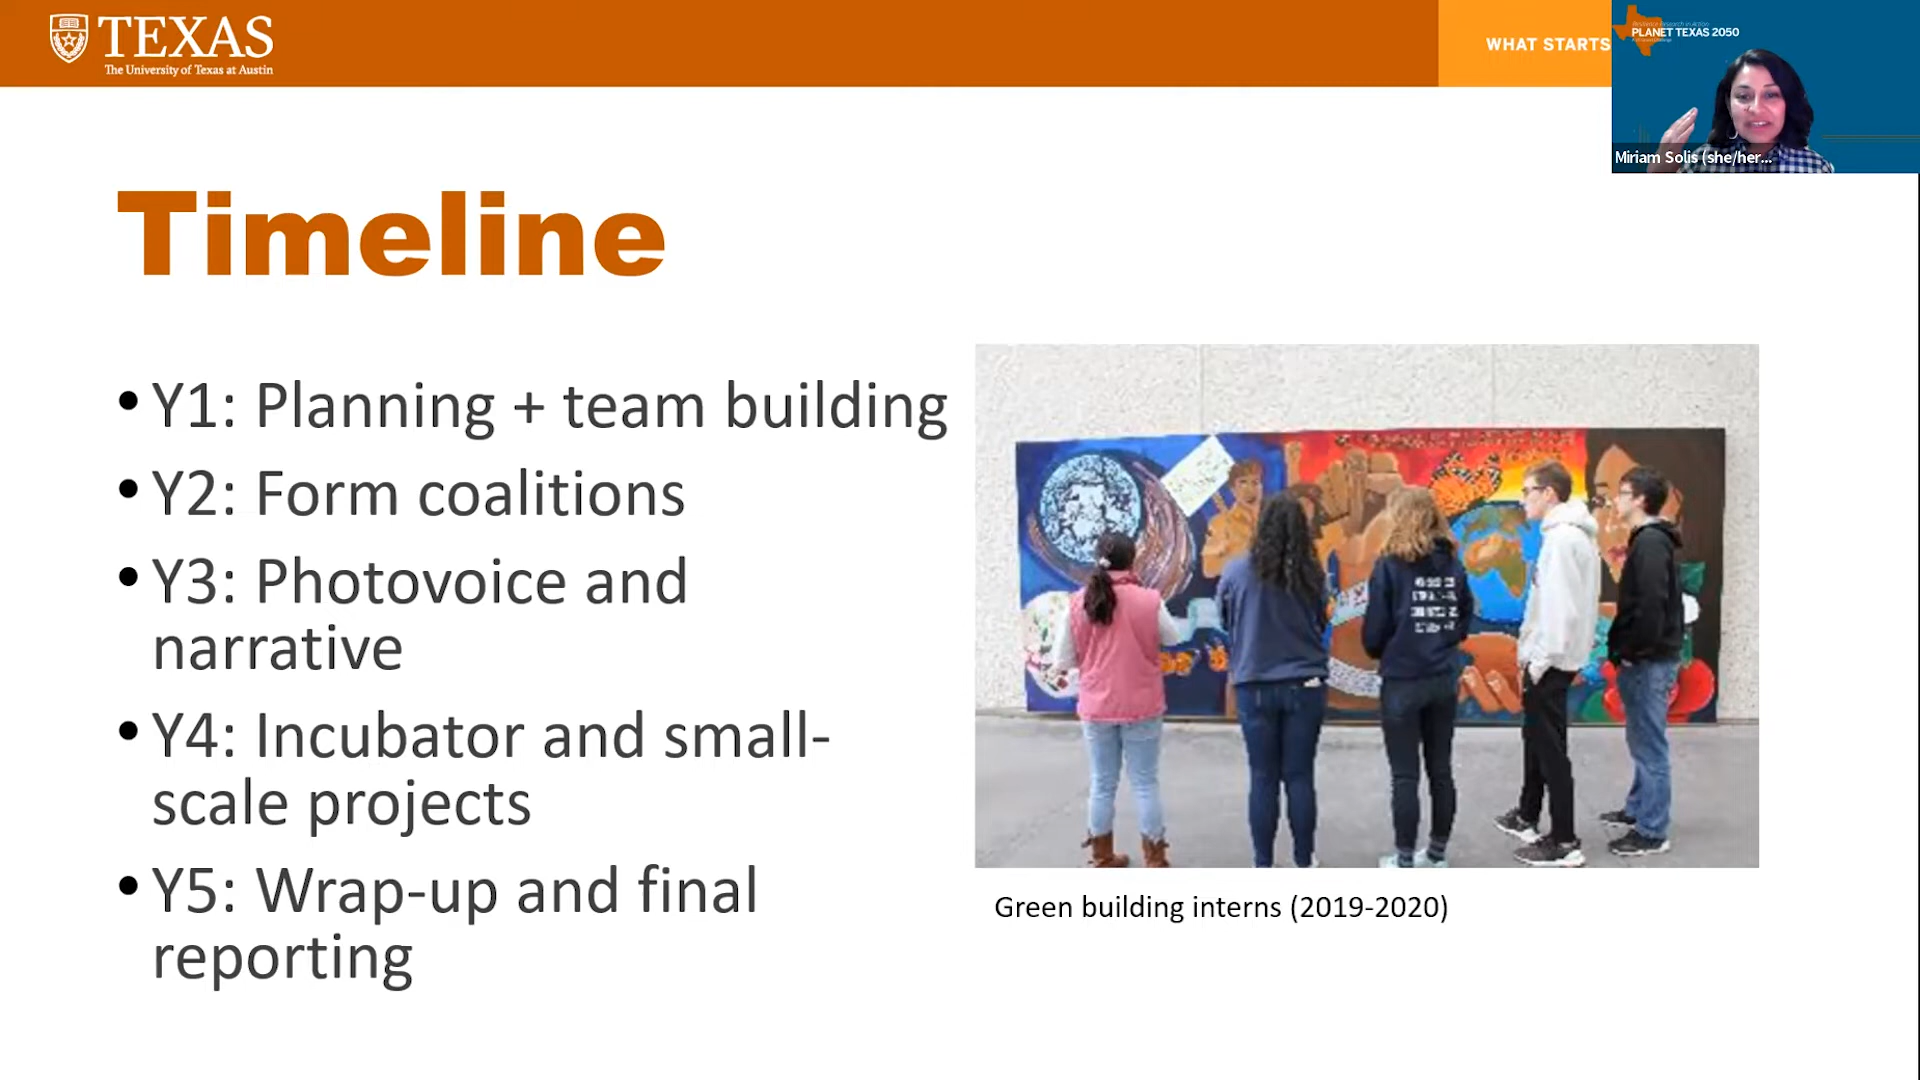 TEXAS
The University of Texas at Austin
WHAT STARTS
PLANET TEXAS 2050
Miriam Solis (she/her...
Timeline
• Y1: Planning + team building
• Y2: Form coalitions
• Y3: Photovoice and
narrative
• Y4: Incubator and small-
scale projects
• Y5: Wrap-up and final
reporting
Green building interns (2019-2020)